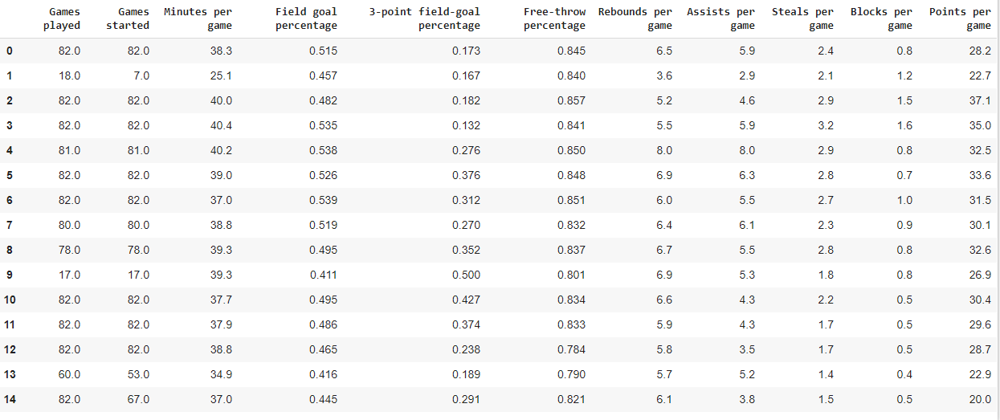 Games Games Minutes per Field goal 3-point field-goal Free-throw Rebounds per Assists per Steals per Blocks per Points per
played started game percentage percentage percentage game game game game game
0 82.0 82.0 38.3 0.515 0.173 0.845 6.5 5.9 2.4 0.8 28.2
1 18.0 7.0 25.1 0.457 0.167 0.840 3.6 2.9 2.1 1.2 22.7
2 82.0 82.0 40.0 0.482 0.182 0.857 5.2 4.6 2.9 1.5 37.1
3 82.0 82.0 40.4 0.535 0.132 0.841 5.5 5.9 3.2 1.6 35.0
4 81.0 81.0 40.2 0.538 0.276 0.850 8.0 8.0 2.9 0.8 32.5
5 82.0 82.0 39.0 0.526 0.376 0.848 6.9 6.3 2.8 0.7 33.6
6 82.0 82.0 37.0 0.539 0.312 0.851 6.0 5.5 2.7 1.0 31.5
7 80.0 80.0 38.8 0.519 0.270 0.832 6.4 6.1 2.3 0.9 30.1
8 78.0 78.0 39.3 0.495 0.352 0.837 6.7 5.5 2.8 0.8 32.6
9 17.0 17.0 39.3 0.411 0.500 0.801 6.9 5.3 1.8 0.8 26.9
10 82.0 82.0 37.7 0.495 0.427 0.834 6.6 4.3 2.2 0.5 30.4
11 82.0 82.0 37.9 0.486 0.374 0.833 5.9 4.3 1.7 0.5 29.6
12 82.0 82.0 38.8 0.465 0.238 0.784 5.8 3.5 1.7 0.5 28.7
13 60.0 53.0 34.9 0.416 0.189 0.790 5.7 5.2 1.4 0.4 22.9
14 82.0 67.0 37.0 0.445 0.291 0.821 6.1 3.8 1.5 0.5 20.0